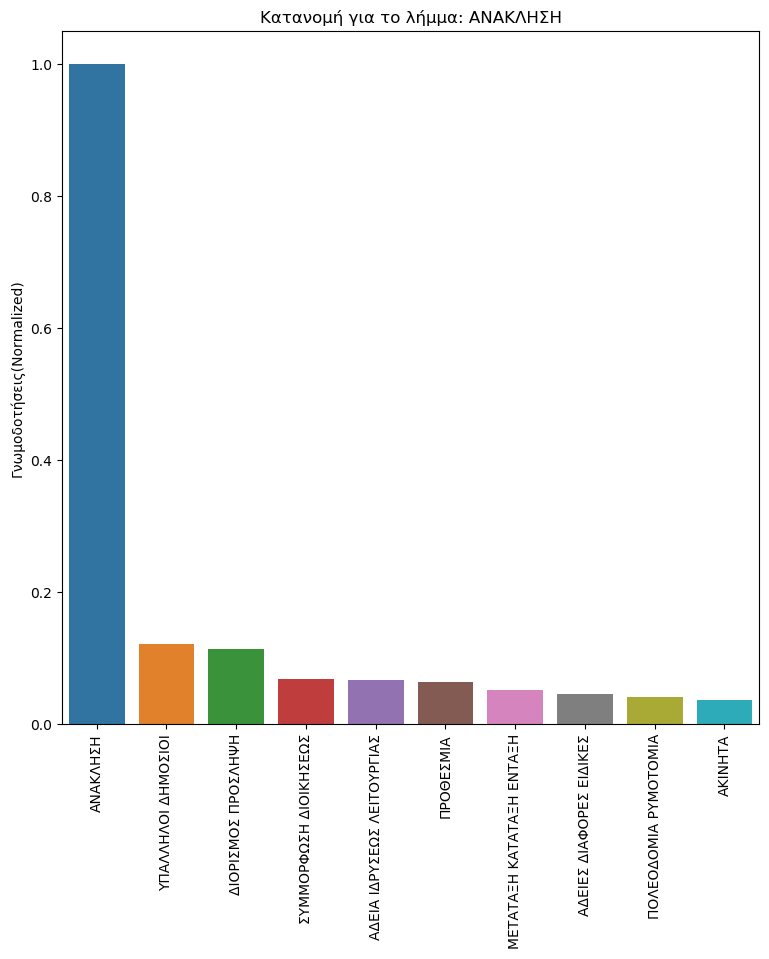 Κατανομή για το λήμμα: ΑΝΑΚΛΗΣΗ
Γνωμοδοτήσεις(Normalized)
1.0
0.8
0.6
0.4
0.2
0.0
ΑΝΑΚΛΗΣΗ
ΥΠΑΛΛΗΛΟΙ ΔΗΜΟΣΙΟΙ
ΔΙΟΡΙΣΜΟΣ ΠΡΟΣΛΗΨΗ
ΣΥΜΜΟΡΦΩΣΗ ΔΙΟΙΚΗΣΕΩΣ
ΑΔΕΙΑ ΙΔΡΥΣΕΩΣ ΛΕΙΤΟΥΡΓΙΑΣ
ΠΡΟΘΕΣΜΙΑ
ΜΕΤΑΤΑΞΗ ΚΑΤΑΤΑΞΗ ΕΝΤΑΞΗ
ΑΔΕΙΕΣ ΔΙΑΦΟΡΕΣ ΕΙΔΙΚΕΣ
ΠΟΛΕΟΔΟΜΙΑ ΡΥΜΟΤΟΜΙΑ
ΑΚΙΝΗΤΑ